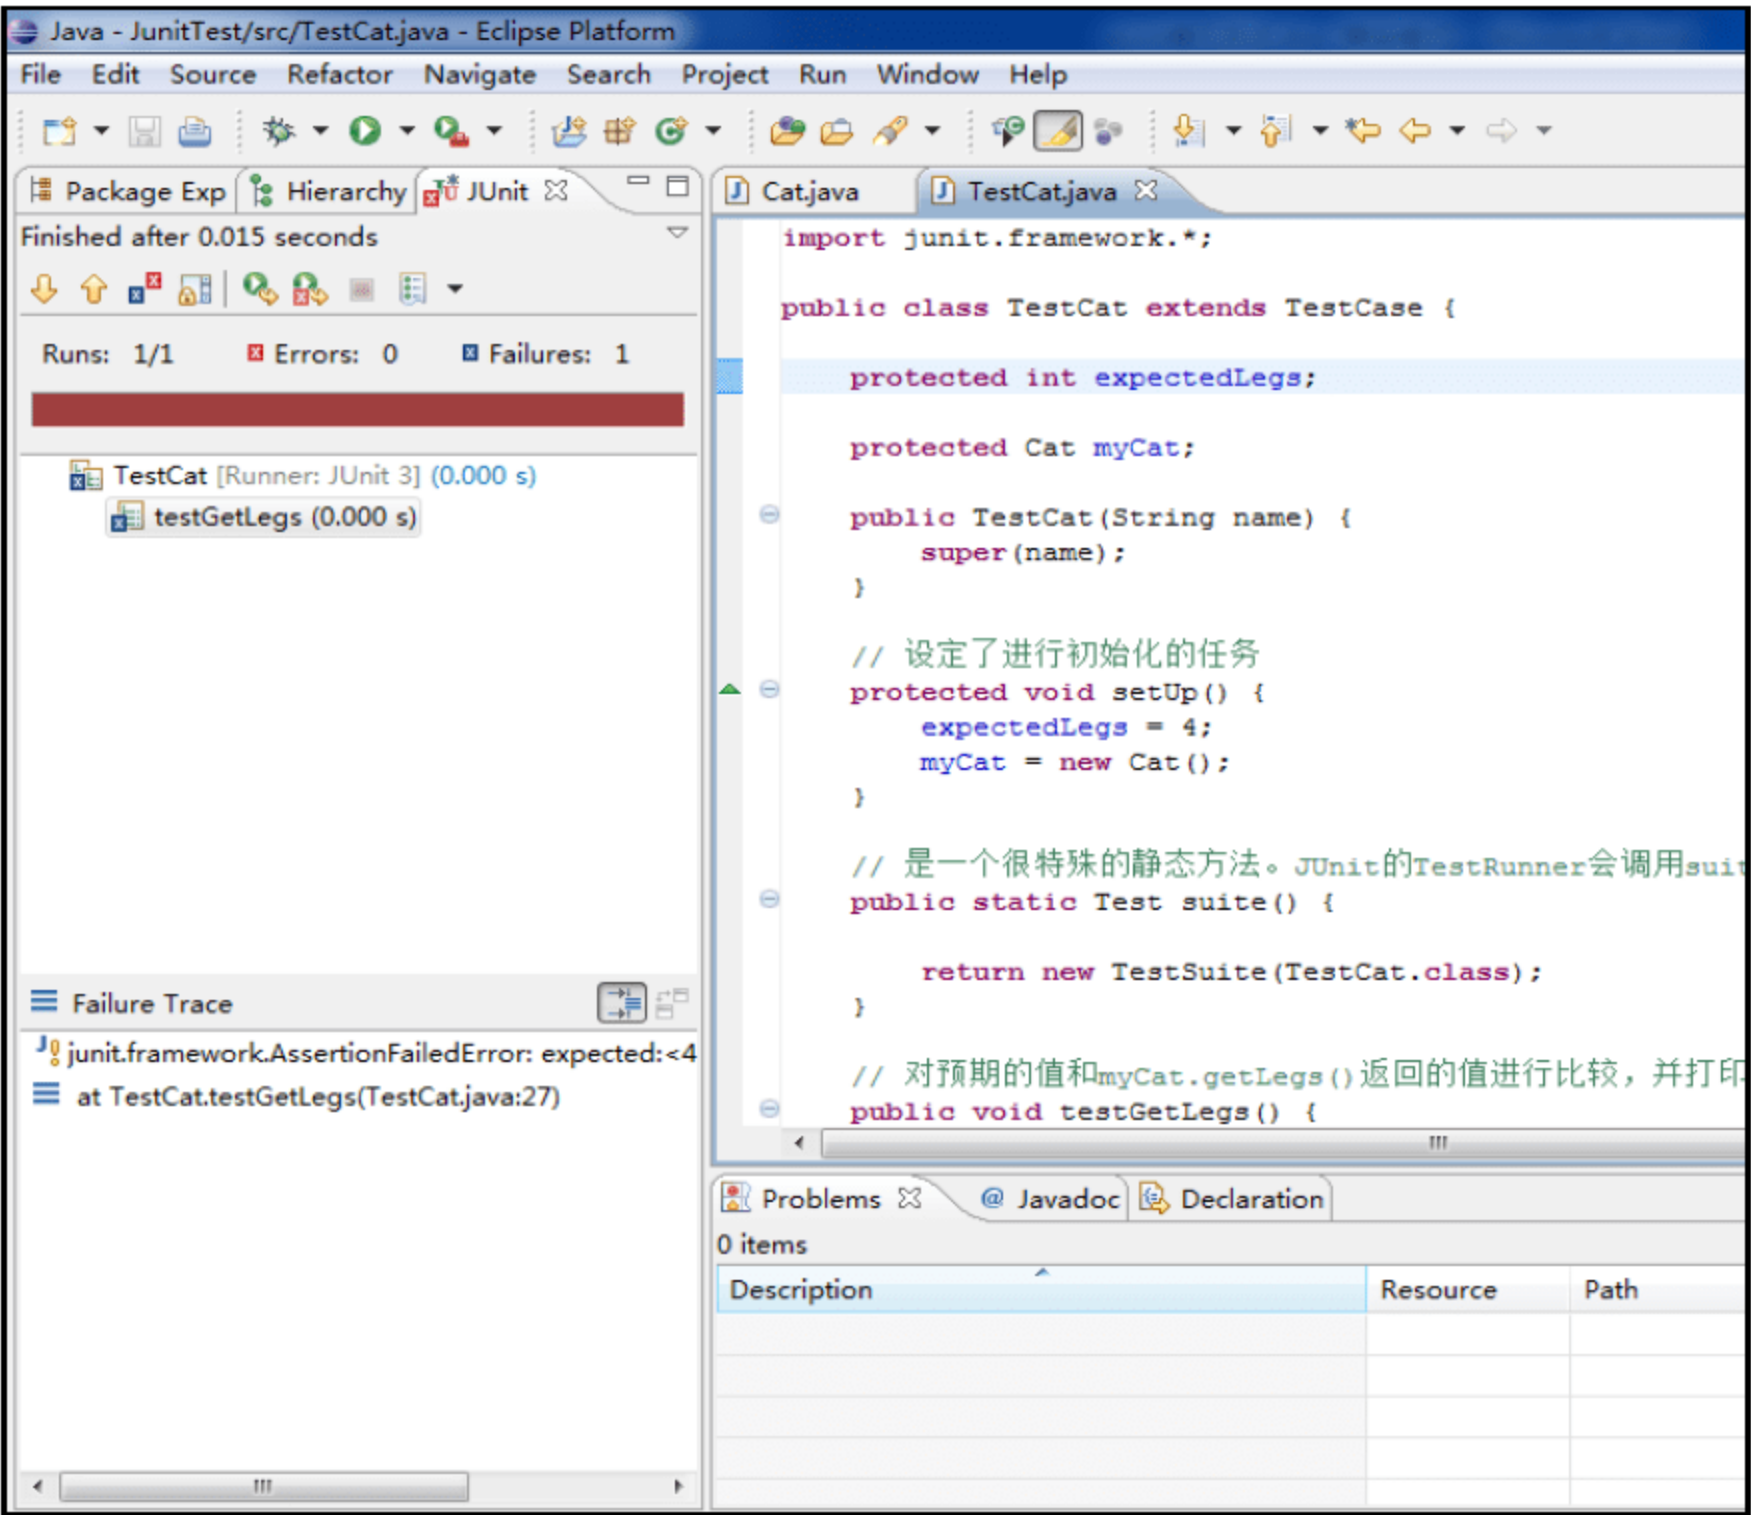 Java - JunitTest/src/TestCat.java - Eclipse Platform
File Edit Source Refactor Navigate Search Project Run Window Help
Package Exp Hierarchy JUnit
Finished after 0.015 seconds
Runs: 1/1 Errors: 0 Failures: 1
TestCat [Runner: JUnit 3] (0.000 s)
testGetLegs (0.000 s)
Failure Trace
junit.framework.AssertionFailedError: expected:<4
at TestCat.testGetLegs(TestCat.java:27)
Cat.java TestCat.java
import junit.framework.*;
public class TestCat extends TestCase {
protected int expectedLegs;
protected Cat myCat;
public TestCat(String name) {
super(name);
}
// 设定了进行初始化的任务
protected void setUp() {
expectedLegs = 4;
myCat = new Cat();
}
// 是一个很特殊的静态方法。JUnit的TestRunner会调用suit
public static Test suite() {
return new TestSuite(TestCat.class);
}
// 对预期的值和myCat.getLegs()返回的值进行比较，并打印
public void testGetLegs() {
Problems @ Javadoc Declaration
0 items
Description Resource Path